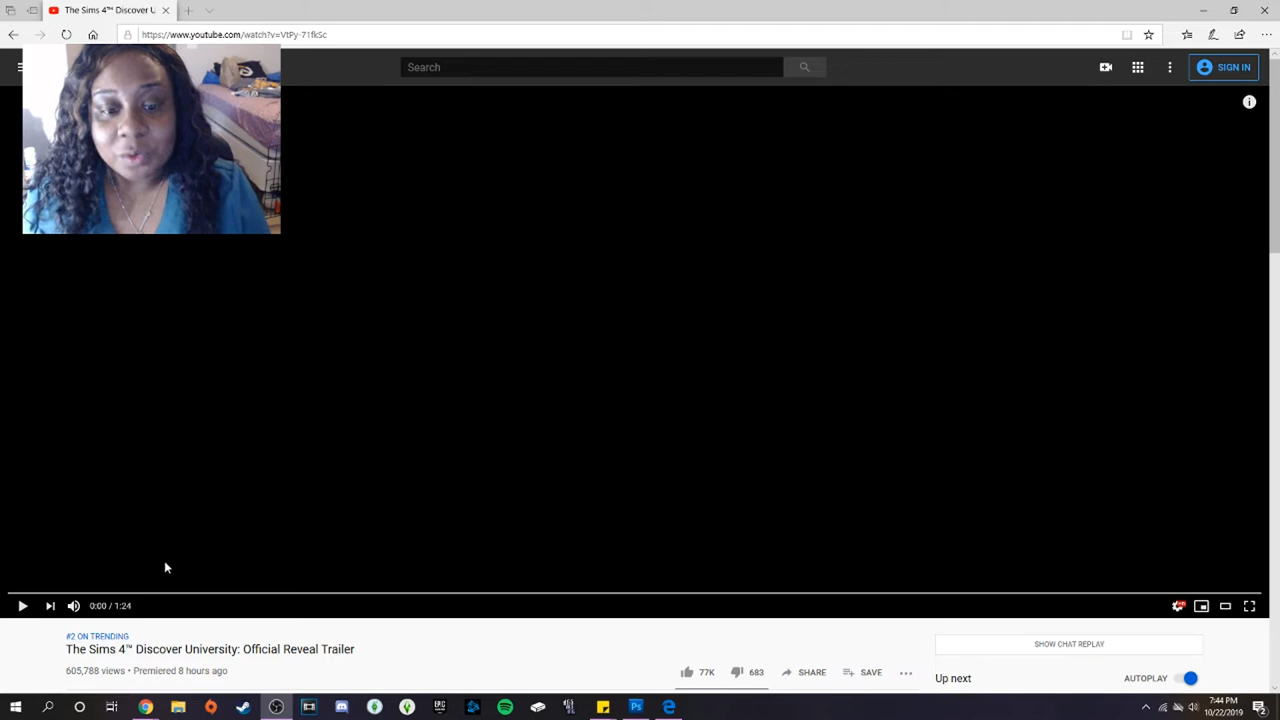 The Sims 4™ Discover U
https://www.youtube.com/watch?v=VtPy-71fkSc
Search
SIGN IN
0:00 / 1:24
#2 ON TRENDING
The Sims 4™ Discover University: Official Reveal Trailer
605,788 views • Premiered 8 hours ago
77K
683
SHARE
SAVE
SHOW CHAT REPLAY
Up next
AUTOPLAY
EPIC
7:44 PM
10/22/2019